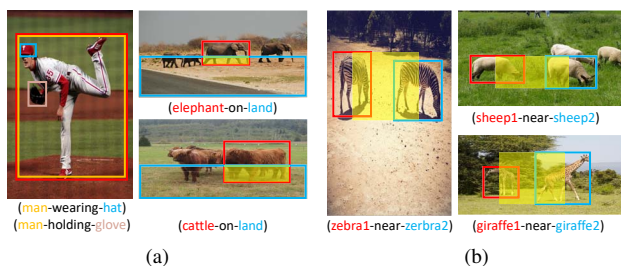 (elephant-on-land)
(cattle-on-land)
(man-wearing-hat)
(man-holding-glove)
(a)
(sheep1-near-sheep2)
(zebra1-near-zerbra2)
(giraffe1-near-giraffe2)
(b)